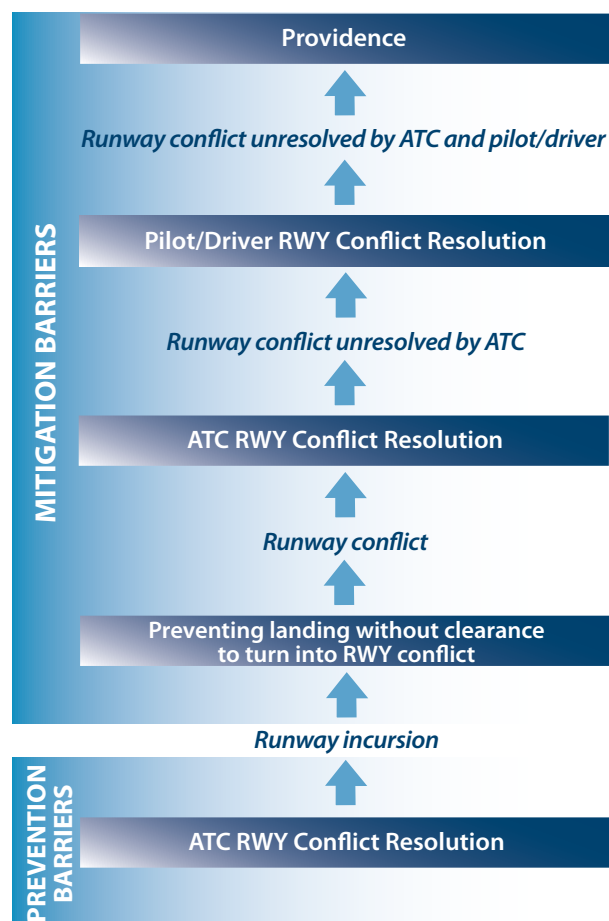 Providence
Runway conflict unresolved by ATC and pilot/driver
Pilot/Driver RWY Conflict Resolution
Runway conflict unresolved by ATC
ATC RWY Conflict Resolution
Runway conflict
Preventing landing without clearance
to turn into RWY conflict
MITIGATION BARRIERS
Runway incursion
ATC RWY Conflict Resolution
PREVENTION
BARRIERS